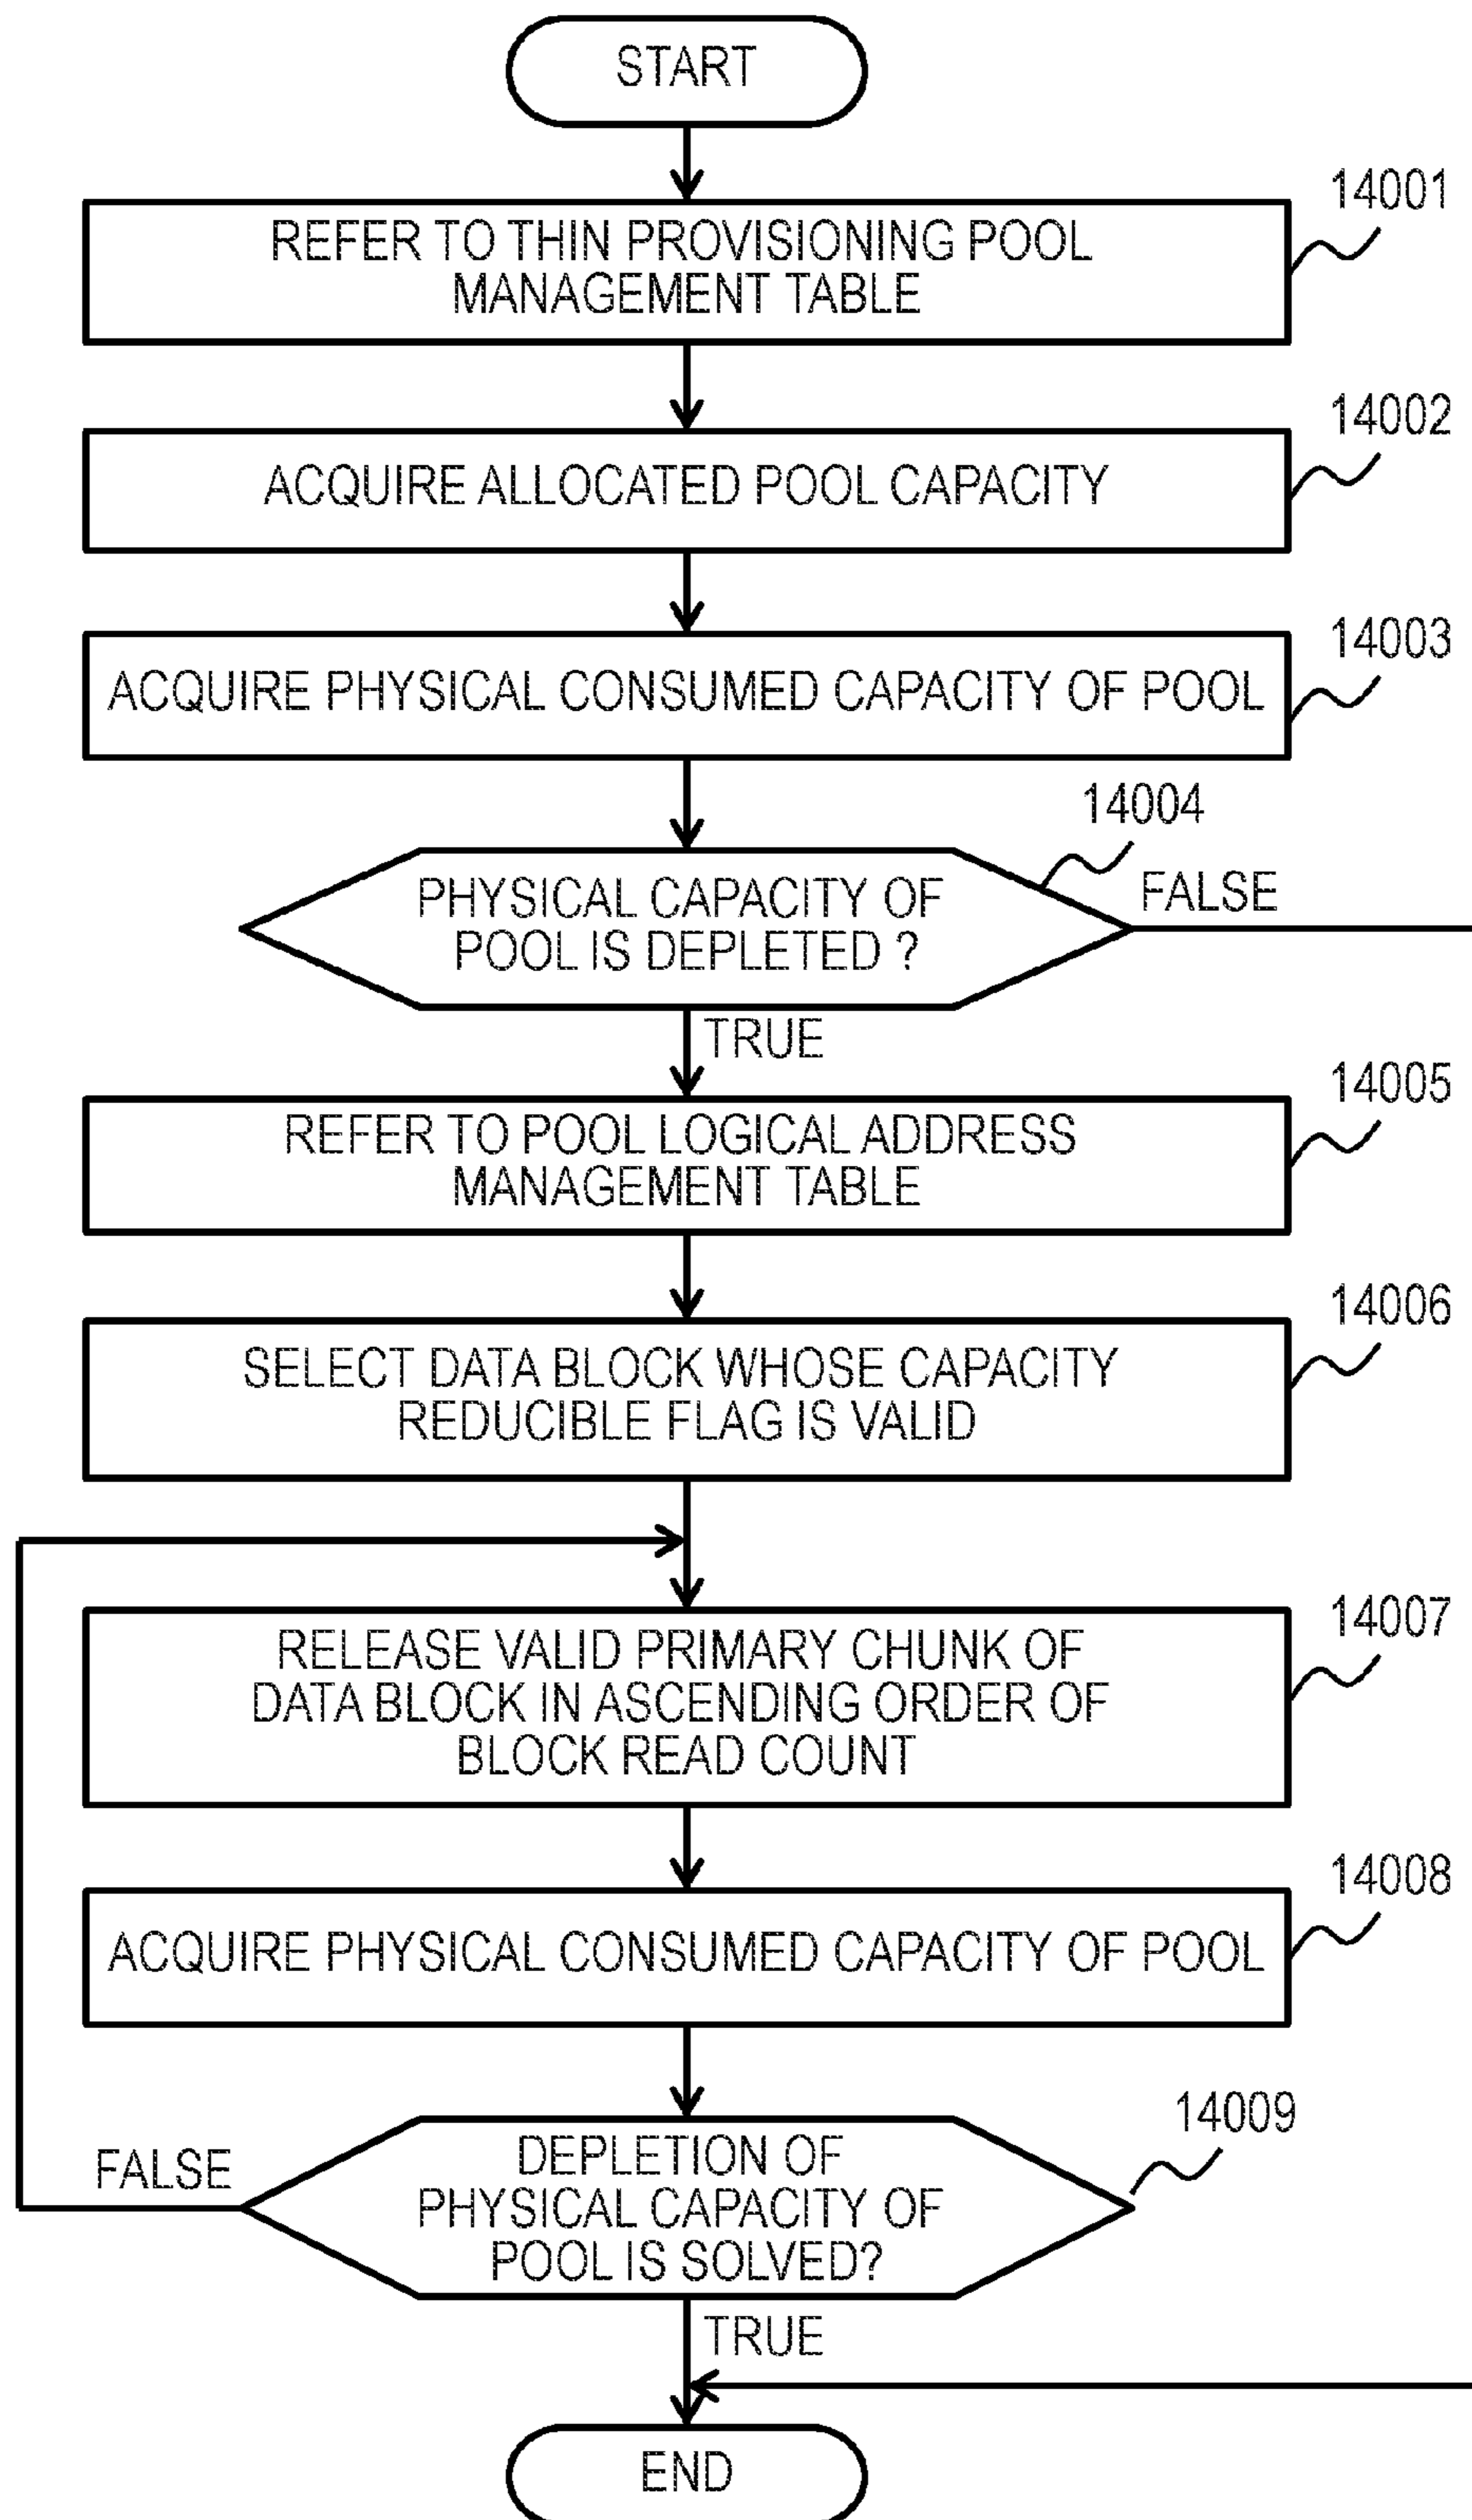 START
14001
REFER TO THIN PROVISIONING POOL
MANAGEMENT TABLE
14002
ACQUIRE ALLOCATED POOL CAPACITY
14003
ACQUIRE PHYSICAL CONSUMED CAPACITY OF POOL
14004
PHYSICAL CAPACITY OF
POOL IS DEPLETED ?
FALSE
TRUE
14005
REFER TO POOL LOGICAL ADDRESS
MANAGEMENT TABLE
14006
SELECT DATA BLOCK WHOSE CAPACITY
REDUCIBLE FLAG IS VALID
14007
RELEASE VALID PRIMARY CHUNK OF
DATA BLOCK IN ASCENDING ORDER OF
BLOCK READ COUNT
14008
ACQUIRE PHYSICAL CONSUMED CAPACITY OF POOL
14009
FALSE
DEPLETION OF
PHYSICAL CAPACITY OF
POOL IS SOLVED?
TRUE
END